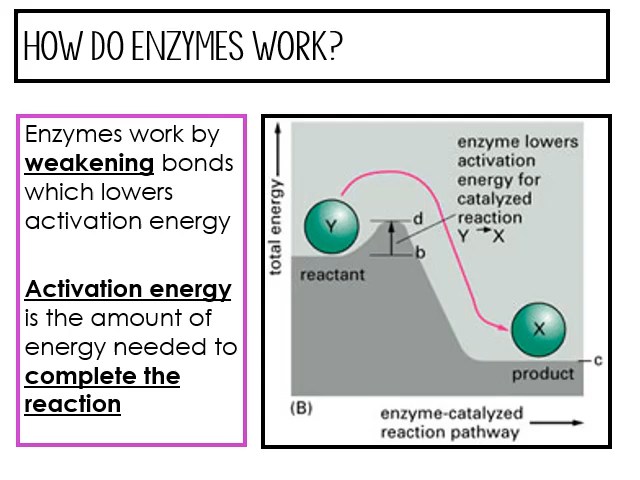 HOW DO ENZYMES WORK?
Enzymes work by
weakening bonds
which lowers
activation energy
Activation energy
is the amount of
energy needed to
complete the
reaction
total energy
enzyme lowers
activation
energy for
catalyzed
reaction
Y → X
Y
d
b
reactant
X
c
product
(B)
enzyme-catalyzed
reaction pathway